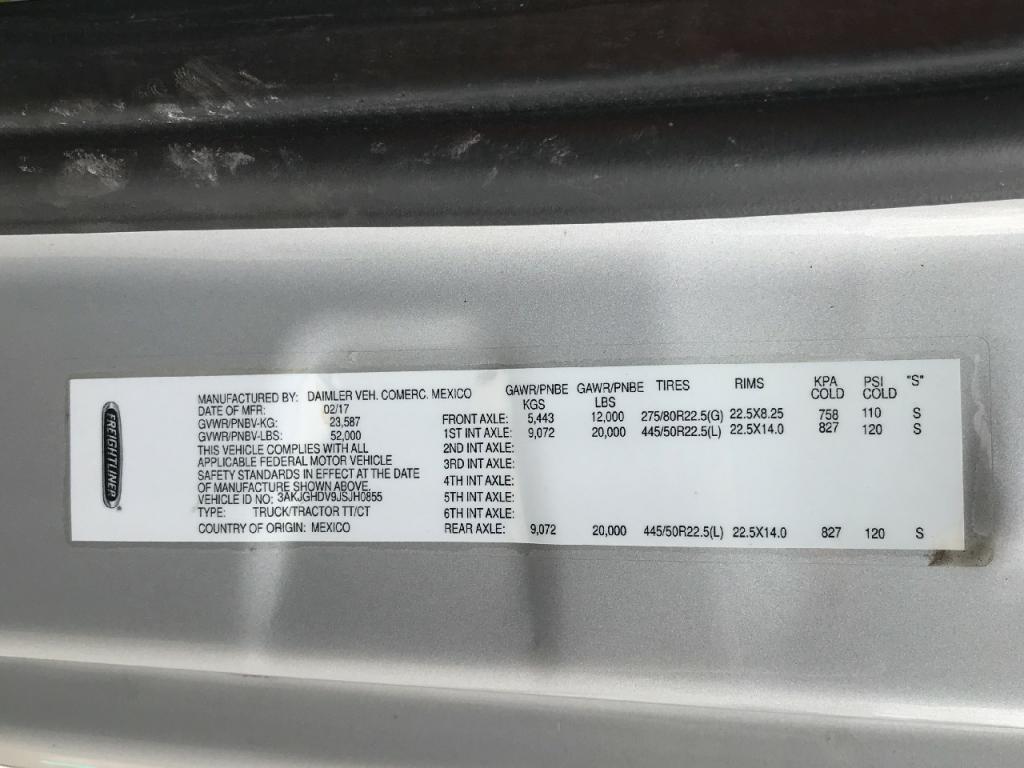 FREIGHTLINER
MANUFACTURED BY: DAIMLER VEH. COMERC. MEXICO
DATE OF MFR: 02/17
GVWR/PNBV-KG: 23,587
GVWR/PNBV-LBS: 52,000
THIS VEHICLE COMPLIES WITH ALL
APPLICABLE FEDERAL MOTOR VEHICLE
SAFETY STANDARDS IN EFFECT AT THE DATE
OF MANUFACTURE SHOWN ABOVE.
VEHICLE ID NO: 3AKJGHDV9JSJH0855
TYPE: TRUCK/TRACTOR TT/CT
COUNTRY OF ORIGIN: MEXICO
GAWR/PNBE KGS GAWR/PNBE LBS TIRES RIMS KPA COLD PSI COLD "S"
FRONT AXLE: 5,443 12,000 275/80R22.5(G) 22.5X8.25 758 110 S
1ST INT AXLE: 9,072 20,000 445/50R22.5(L) 22.5X14.0 827 120 S
2ND INT AXLE:
3RD INT AXLE:
4TH INT AXLE:
5TH INT AXLE:
6TH INT AXLE:
REAR AXLE: 9,072 20,000 445/50R22.5(L) 22.5X14.0 827 120 S